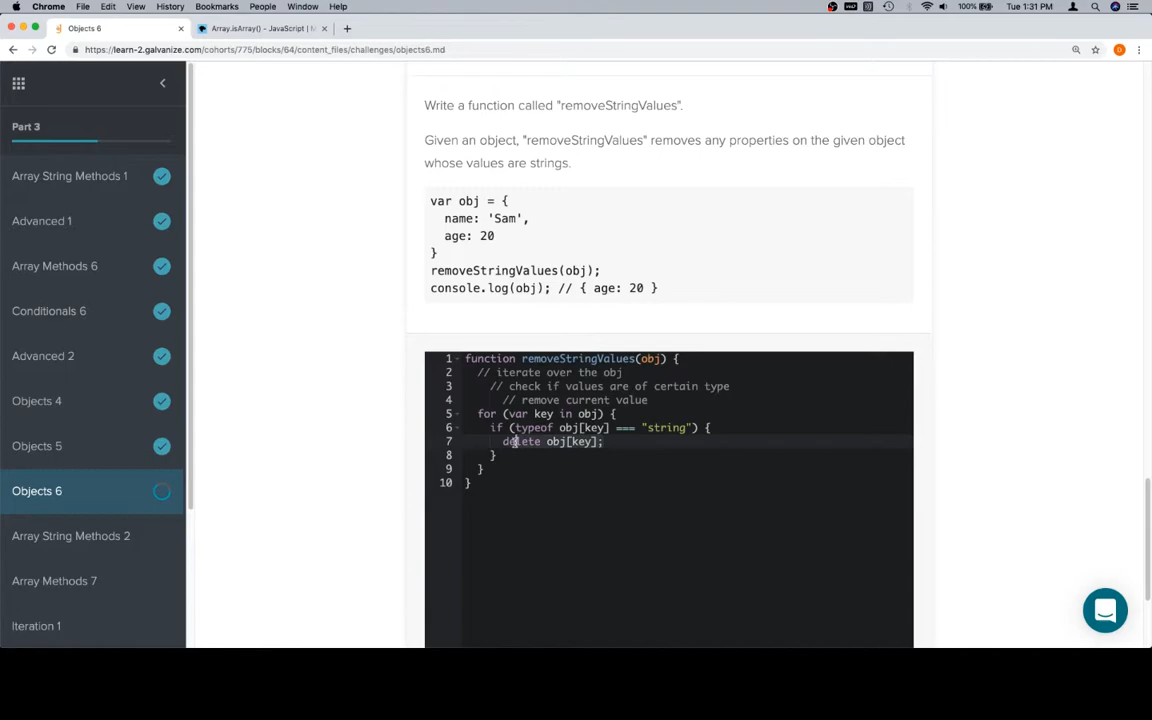 Chrome File Edit View History Bookmarks People Window Help
100% Tue 1:31 PM
Objects 6
Array.isArray() - JavaScript | M
https://learn-2.galvanize.com/cohorts/775/blocks/64/content_files/challenges/objects6.md
Part 3
Array String Methods 1
Advanced 1
Array Methods 6
Conditionals 6
Advanced 2
Objects 4
Objects 5
Objects 6
Array String Methods 2
Array Methods 7
Iteration 1
Write a function called "removeStringValues".
Given an object, "removeStringValues" removes any properties on the given object
whose values are strings.
var obj = {
name: 'Sam',
age: 20
}
removeStringValues(obj);
console.log(obj); // { age: 20 }
1 function removeStringValues(obj) {
2 // iterate over the obj
3 // check if values are of certain type
4 // remove current value
5 for (var key in obj) {
6 if (typeof obj[key] === "string") {
7 delete obj[key];
8 }
9 }
10 }